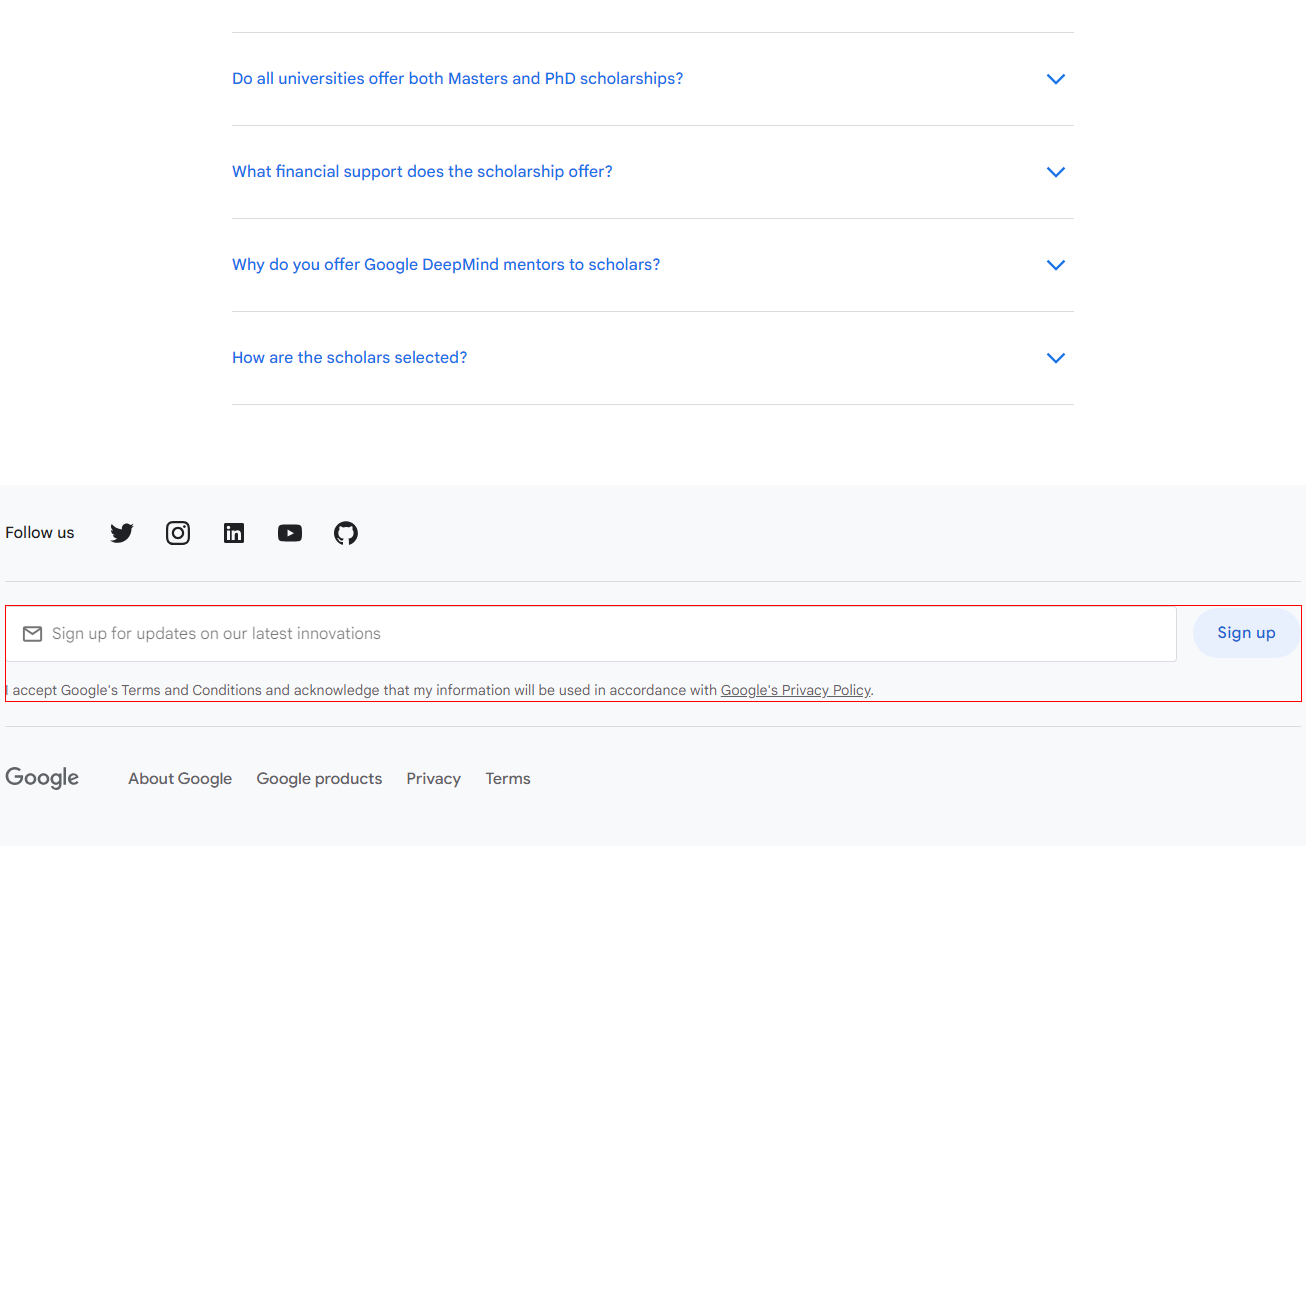 Do all universities offer both Masters and PhD scholarships?
What financial support does the scholarship offer?
Why do you offer Google DeepMind mentors to scholars?
How are the scholars selected?
Follow us
Sign up for updates on our latest innovations
Sign up
I accept Google's Terms and Conditions and acknowledge that my information will be used in accordance with Google's Privacy Policy.
Google About Google Google products Privacy Terms